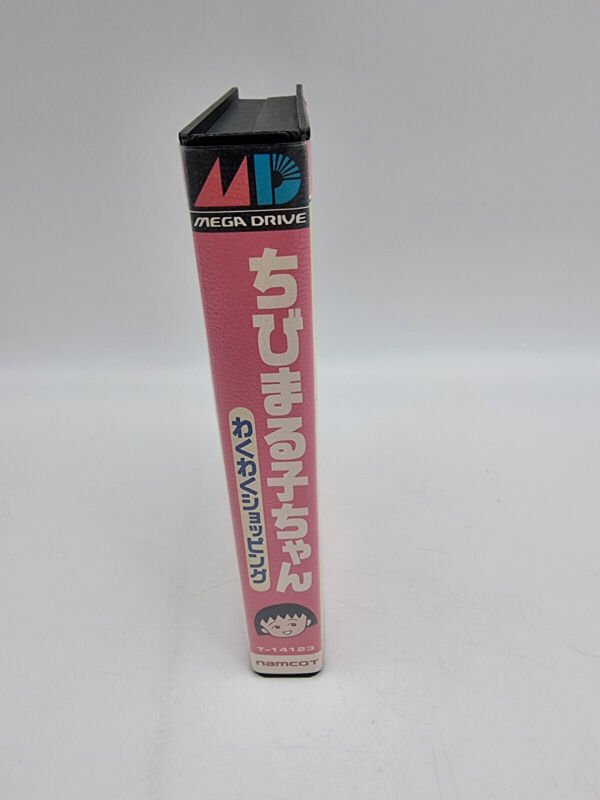 MD
MEGA DRIVE
ちびまる子ちゃん
わくわくショッピング
T-14123
namcot